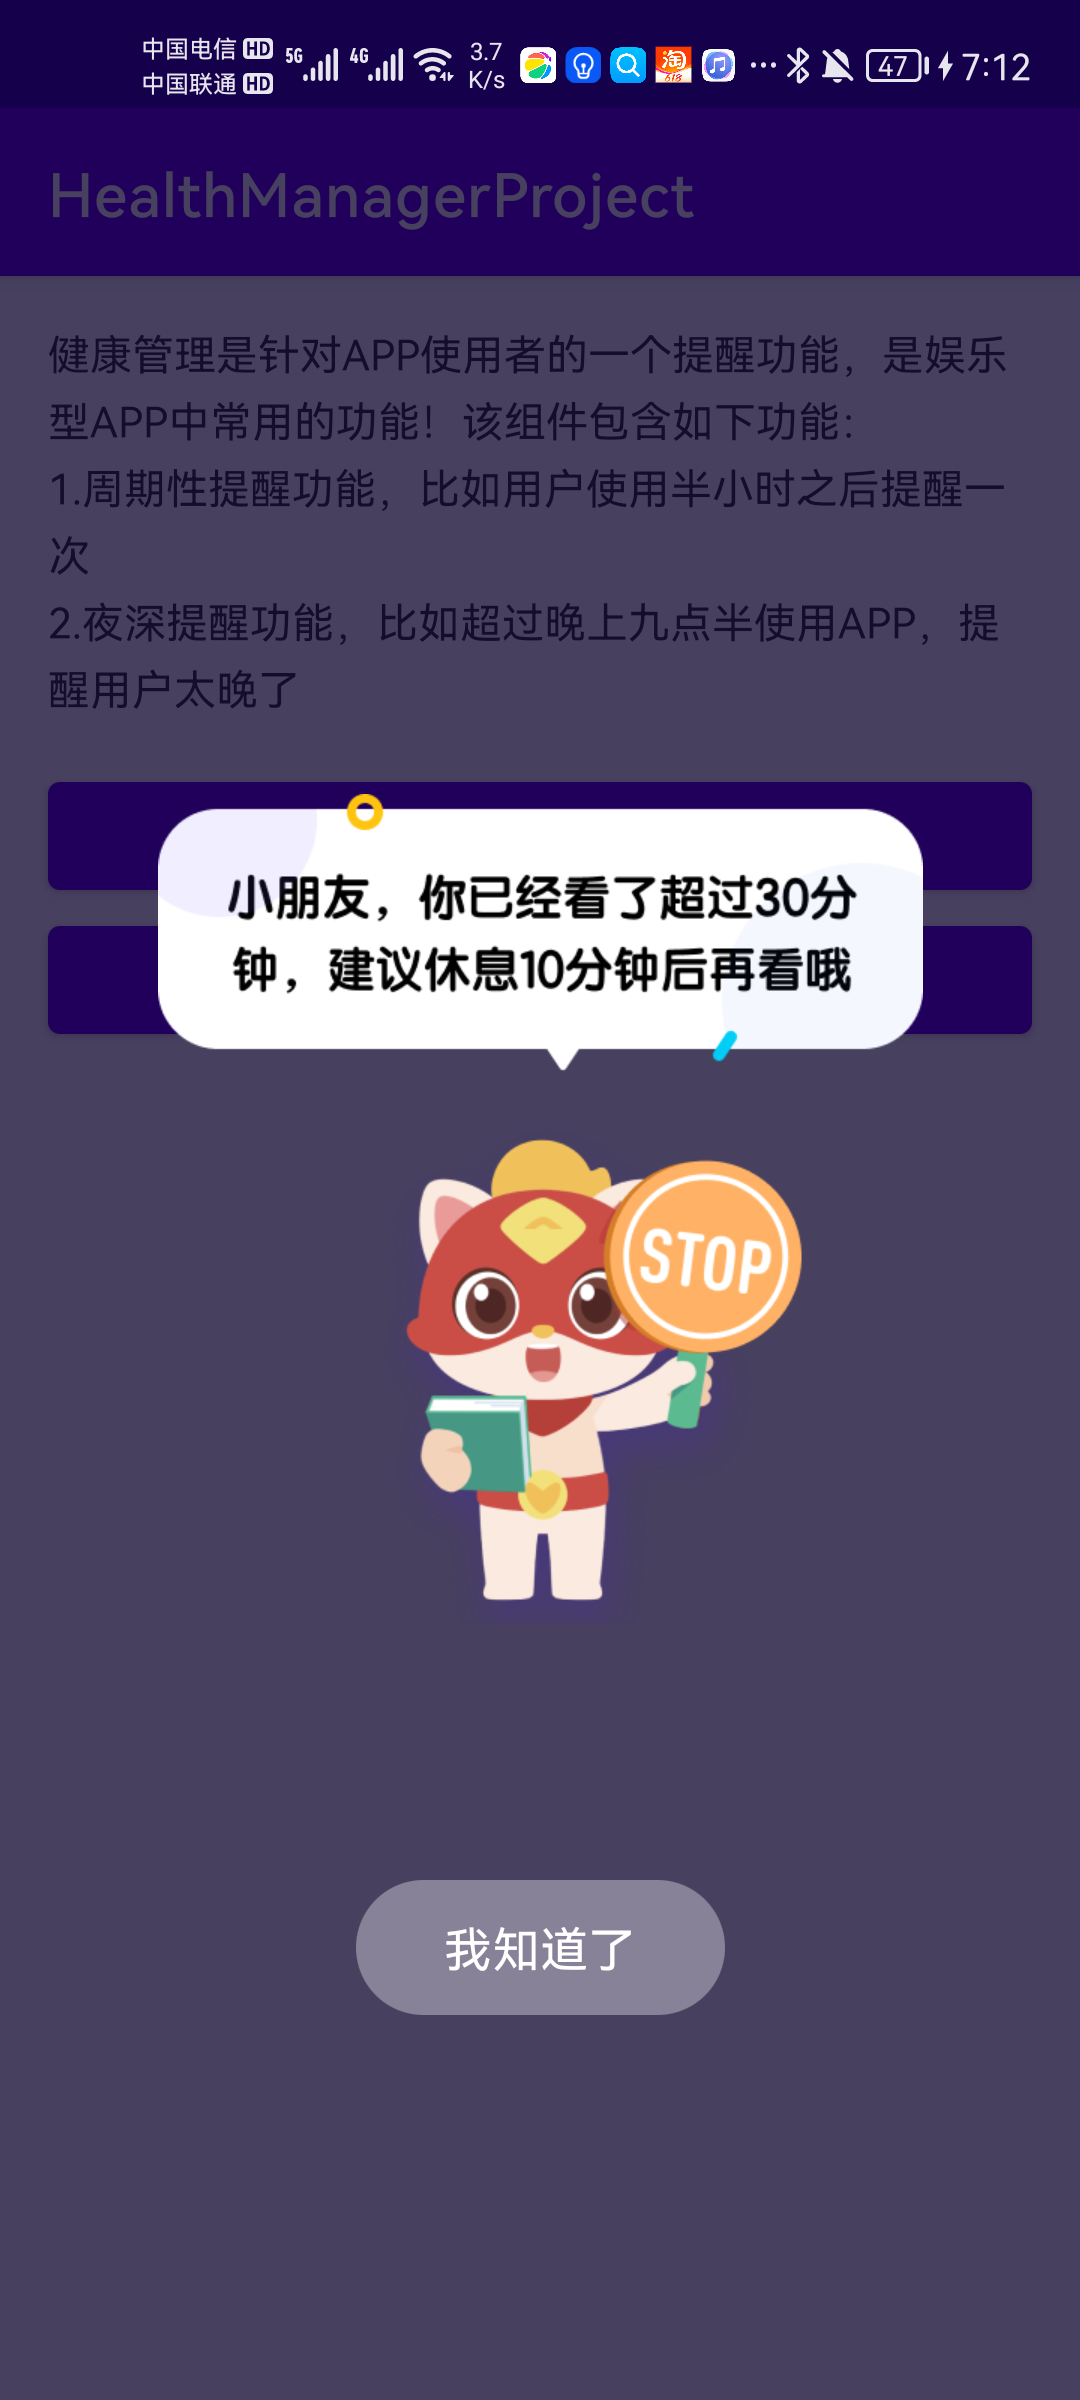 中国电信 HD
中国联通 HD
5G
4G
3.7
K/s
淘
618
47
7:12
HealthManagerProject
健康管理是针对APP使用者的一个提醒功能，是娱乐
型APP中常用的功能！该组件包含如下功能：
1.周期性提醒功能，比如用户使用半小时之后提醒一
次
2.夜深提醒功能，比如超过晚上九点半使用APP，提
醒用户太晚了
小朋友，你已经看了超过30分
钟，建议休息10分钟后再看哦
STOP
我知道了